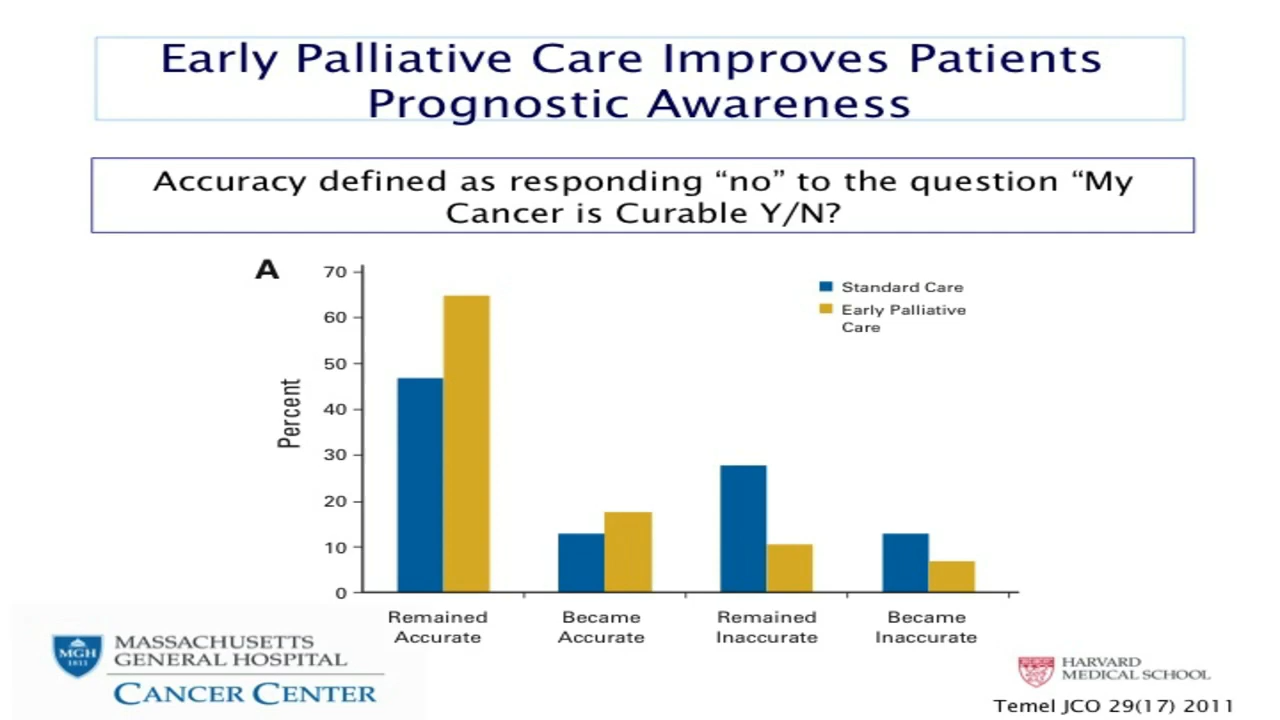 Early Palliative Care Improves Patients
Prognostic Awareness
Accuracy defined as responding “no” to the question “My
Cancer is Curable Y/N?
A
70
60
50
40
30
20
10
0
Percent
Standard Care
Early Palliative
Care
Remained
Accurate
Became
Accurate
Remained
Inaccurate
Became
Inaccurate
MGH
1811
MASSACHUSETTS
GENERAL HOSPITAL
CANCER CENTER
HARVARD
MEDICAL SCHOOL
Temel JCO 29(17) 2011